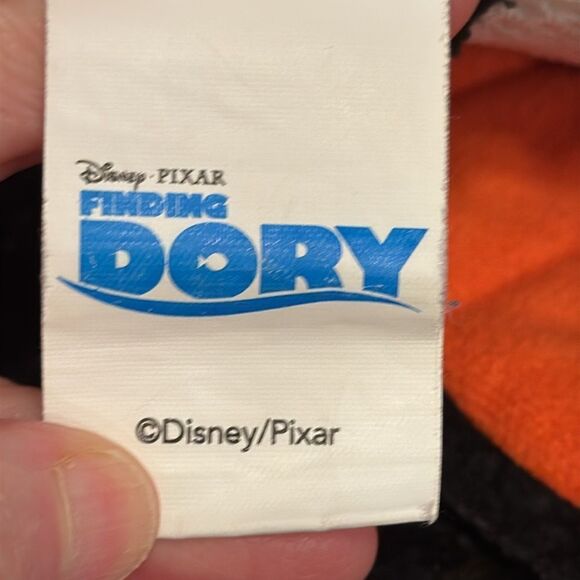 Disney · PIXAR
FINDING
DORY
©Disney/Pixar